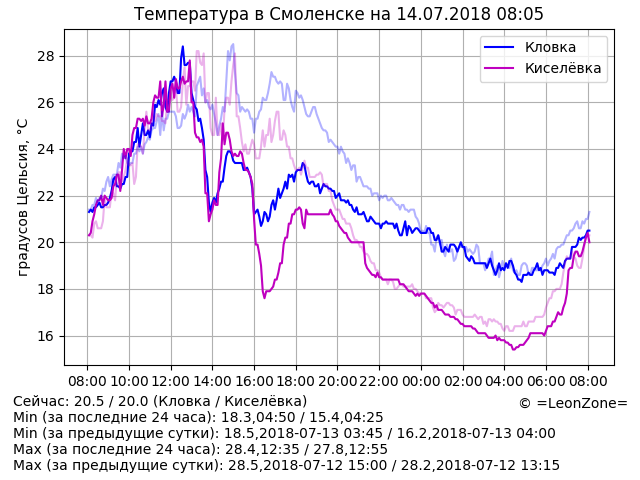 Температура в Смоленске на 14.07.2018 08:05
Кловка
Киселёвка
градусов Цельсия, °C
28
26
24
22
20
18
16
08:00 10:00 12:00 14:00 16:00 18:00 20:00 22:00 00:00 02:00 04:00 06:00 08:00
Сейчас: 20.5 / 20.0 (Кловка / Киселёвка)
© =LeonZone=
Min (за последние 24 часа): 18.3,04:50 / 15.4,04:25
Min (за предыдущие сутки): 18.5,2018-07-13 03:45 / 16.2,2018-07-13 04:00
Max (за последние 24 часа): 28.4,12:35 / 27.8,12:55
Max (за предыдущие сутки): 28.5,2018-07-12 15:00 / 28.2,2018-07-12 13:15